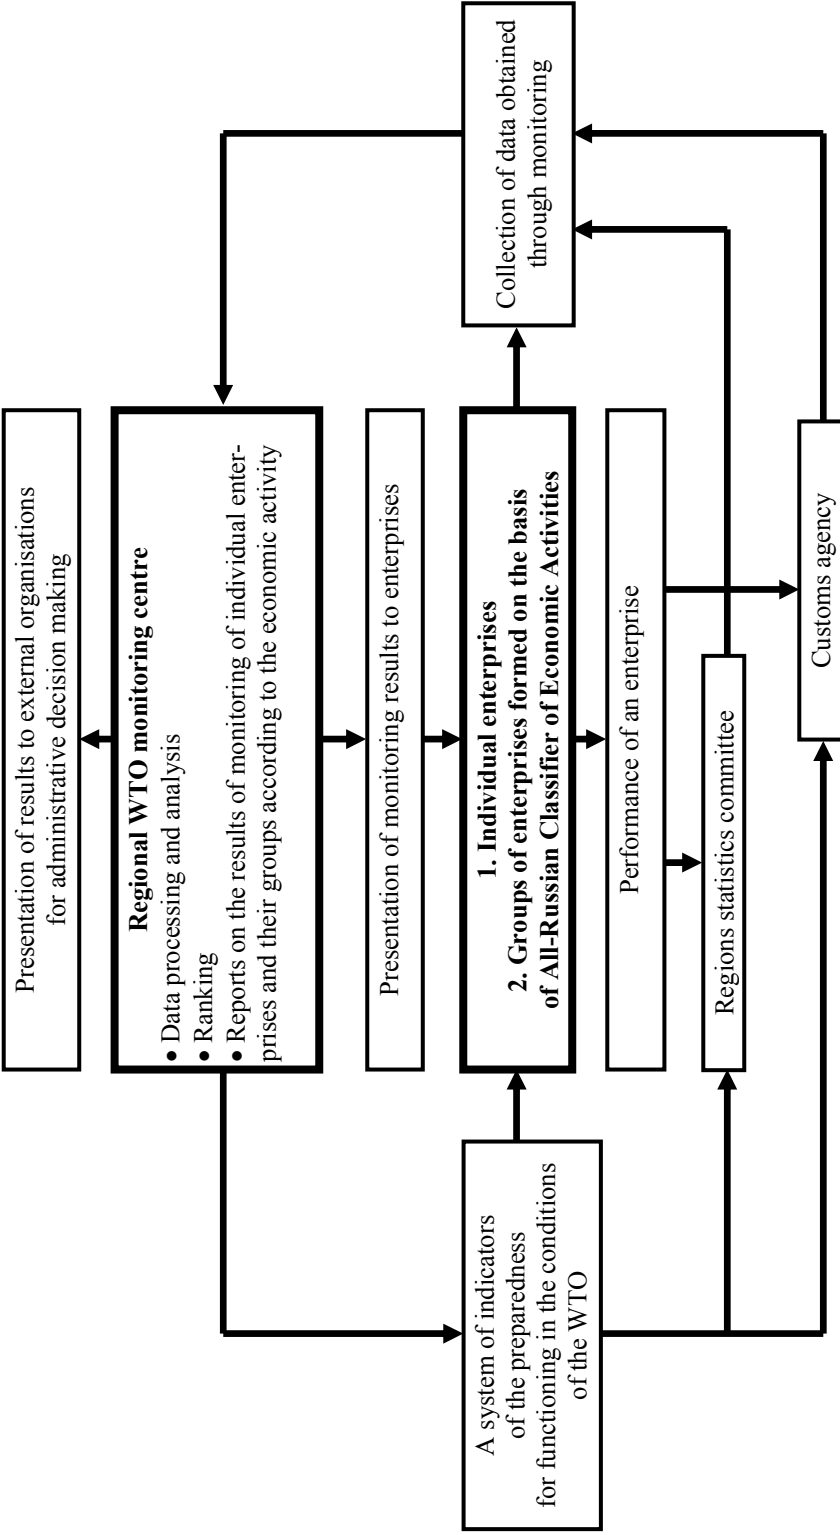 Presentation of results to external organisations
for administrative decision making
Regional WTO monitoring centre
• Data processing and analysis
• Ranking
• Reports on the results of monitoring of individual enter-
prises and their groups according to the economic activity
Presentation of monitoring results to enterprises
A system of indicators
of the preparedness
for functioning in the conditions
of the WTO
1. Individual enterprises
2. Groups of enterprises formed on the basis
of All-Russian Classifier of Economic Activities
Collection of data obtained
through monitoring
Performance of an enterprise
Regions statistics committee
Customs agency